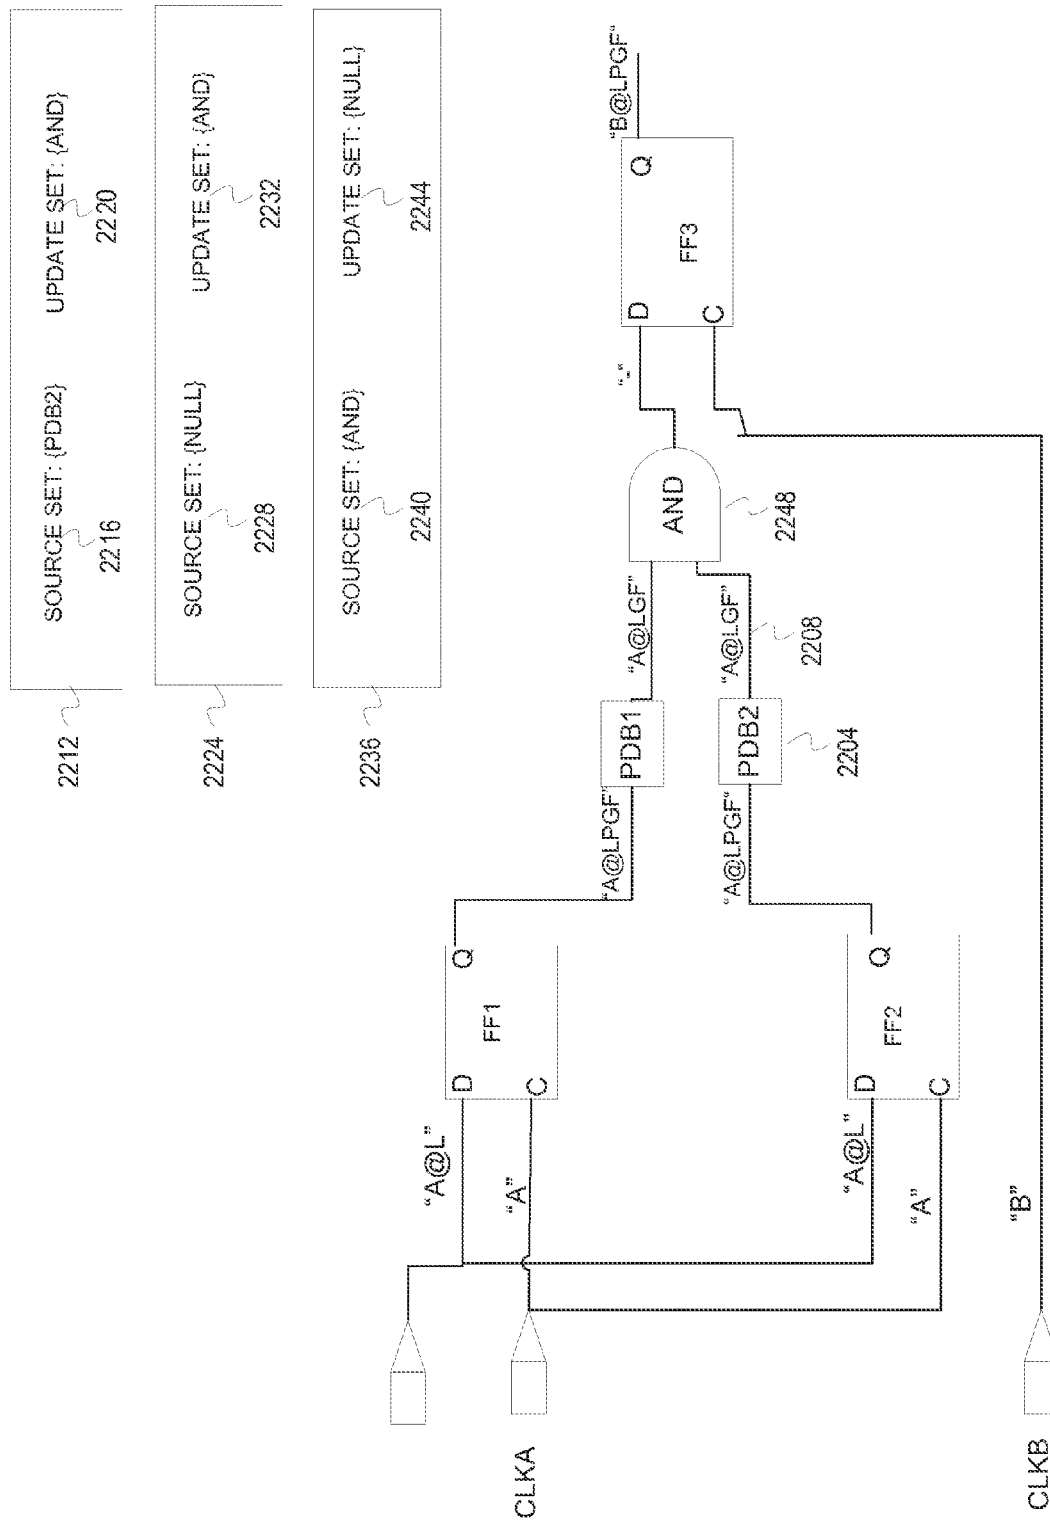 2212
SOURCE SET: {PDB2}
2216
UPDATE SET: {AND}
2220
2224
SOURCE SET: {NULL}
2228
UPDATE SET: {AND}
2232
2236
SOURCE SET: {AND}
2240
UPDATE SET: {NULL}
2244
"A@L"
"A"
D
C
FF1
Q
"A@LPGF"
PDB1
"A@LGF"
AND
2248
"-"
D
C
FF3
Q
"B@LPGF"
CLKA
"A@L"
"A"
D
C
FF2
Q
"A@LPGF"
PDB2
2204
"A@LGF"
2208
CLKB
"B"